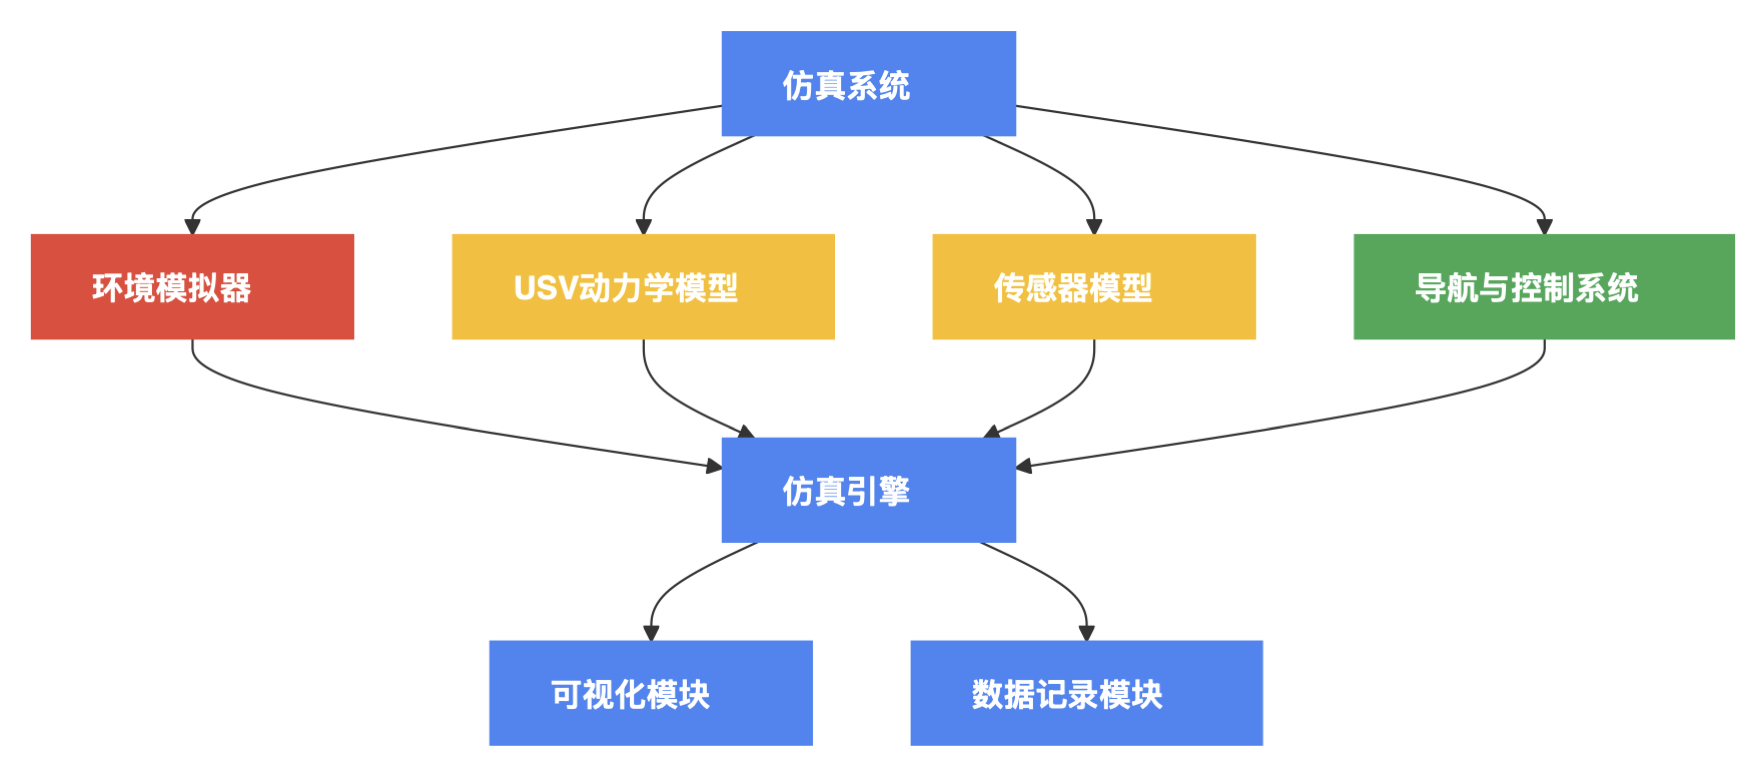 仿真系统
环境模拟器
USV动力学模型
传感器模型
导航与控制系统
仿真引擎
可视化模块
数据记录模块